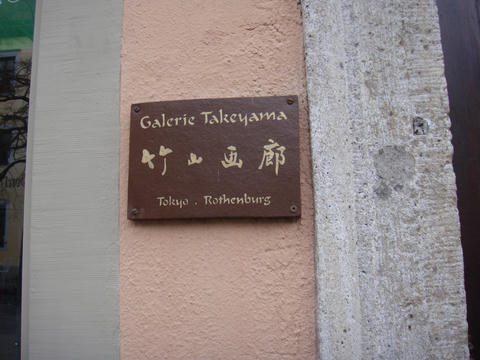 Galerie Takeyama
竹山画廊
Tokyo . Rothenburg